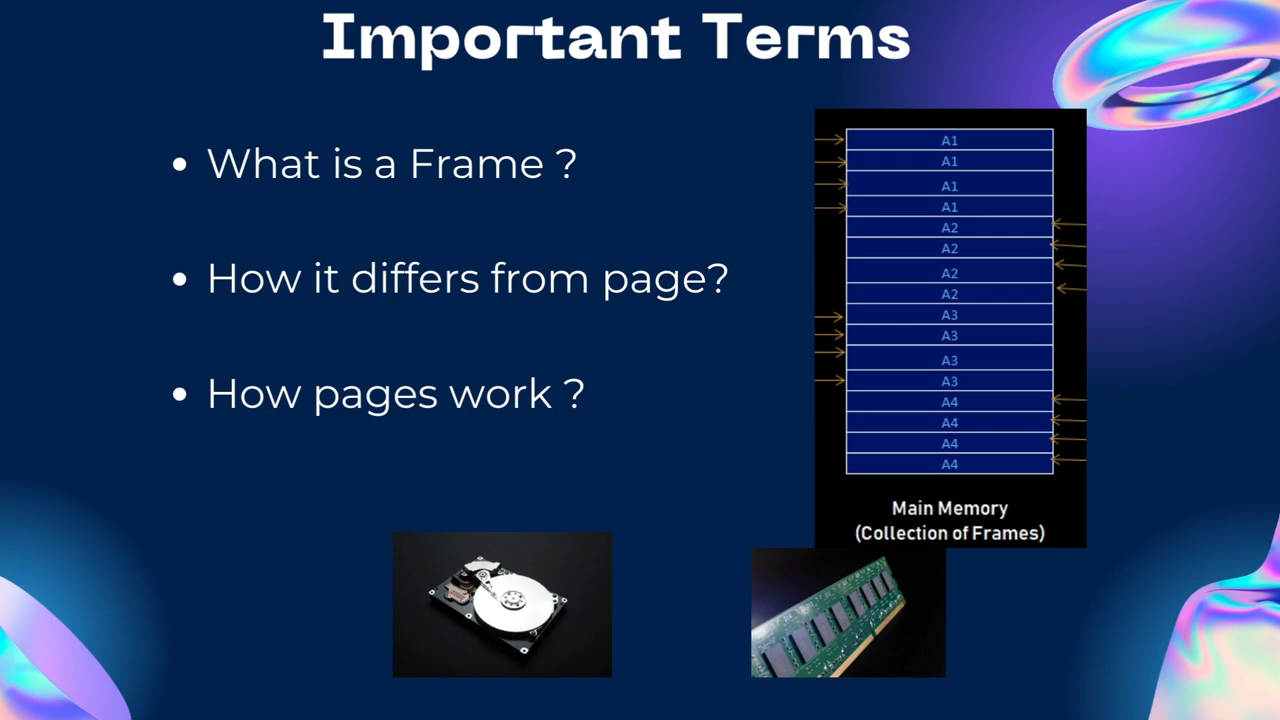 Important Terms
What is a Frame ?
How it differs from page?
How pages work ?
A1
A1
A1
A1
A2
A2
A2
A2
A3
A3
A3
A3
A4
A4
A4
A4
Main Memory
(Collection of Frames)